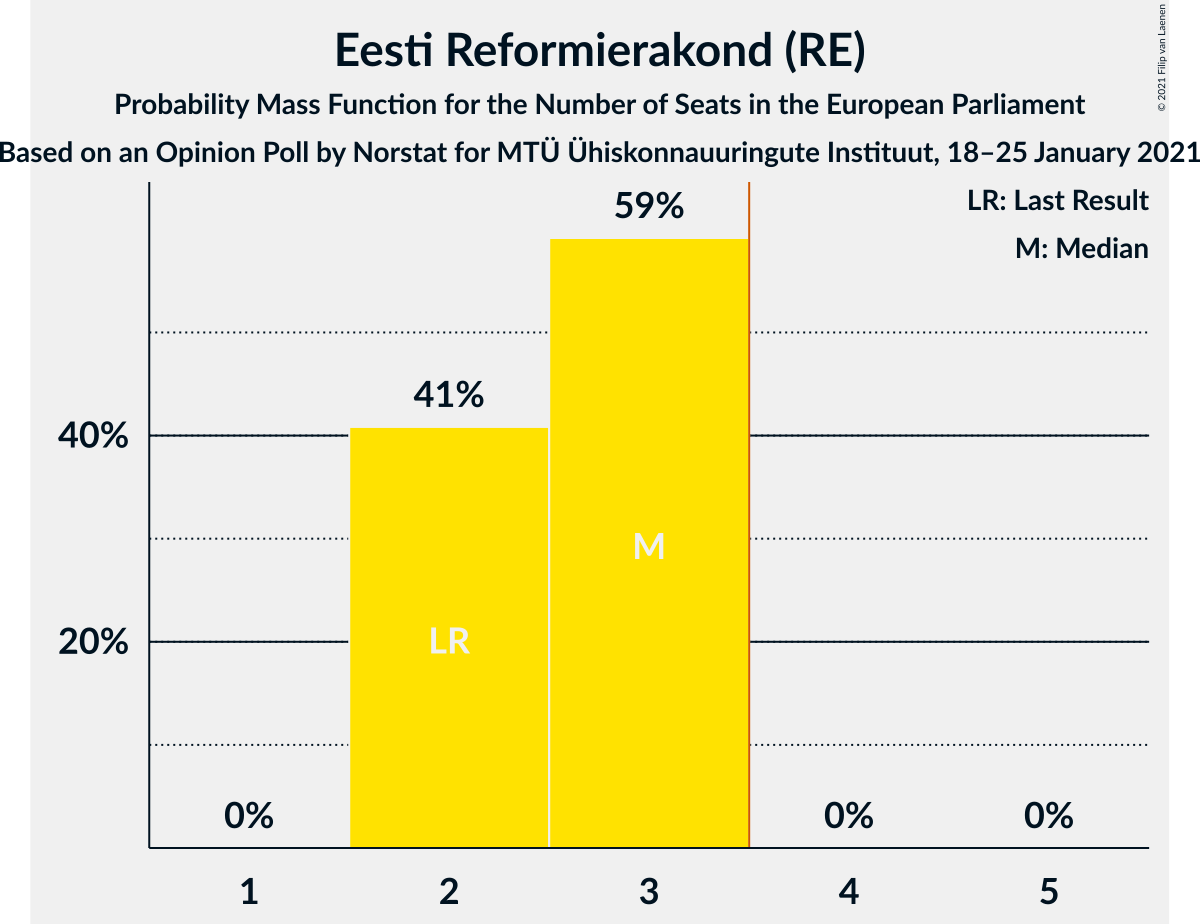 Eesti Reformierakond (RE)
Probability Mass Function for the Number of Seats in the European Parliament
Based on an Opinion Poll by Norstat for MTÜ Ühiskonnauuringute Instituut, 18–25 January 2021
© 2021 Filip van Laenen
LR: Last Result
M: Median
59%
41%
40%
M
LR
20%
0%
0%
0%
1
2
3
4
5